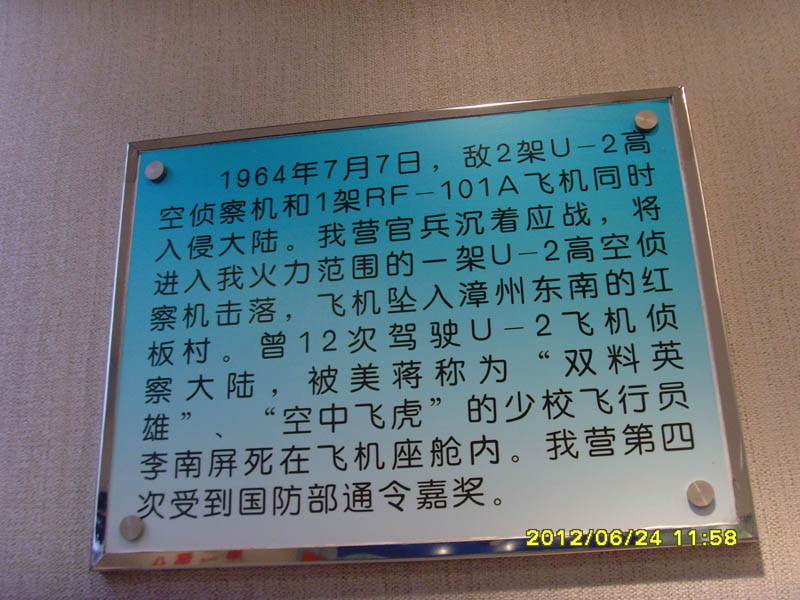 1964年7月7日，敌2架U-2高
空侦察机和1架RF-101A飞机同时
入侵大陆。我营官兵沉着应战，将
进入我火力范围的一架U-2高空侦
察机击落，飞机坠入漳州东南的红
板村。曾12次驾驶U-2飞机侦
察大陆，被美蒋称为“双料英
雄”、“空中飞虎”的少校飞行员
李南屏死在飞机座舱内。我营第四
次受到国防部通令嘉奖。
2012/06/24 11:58